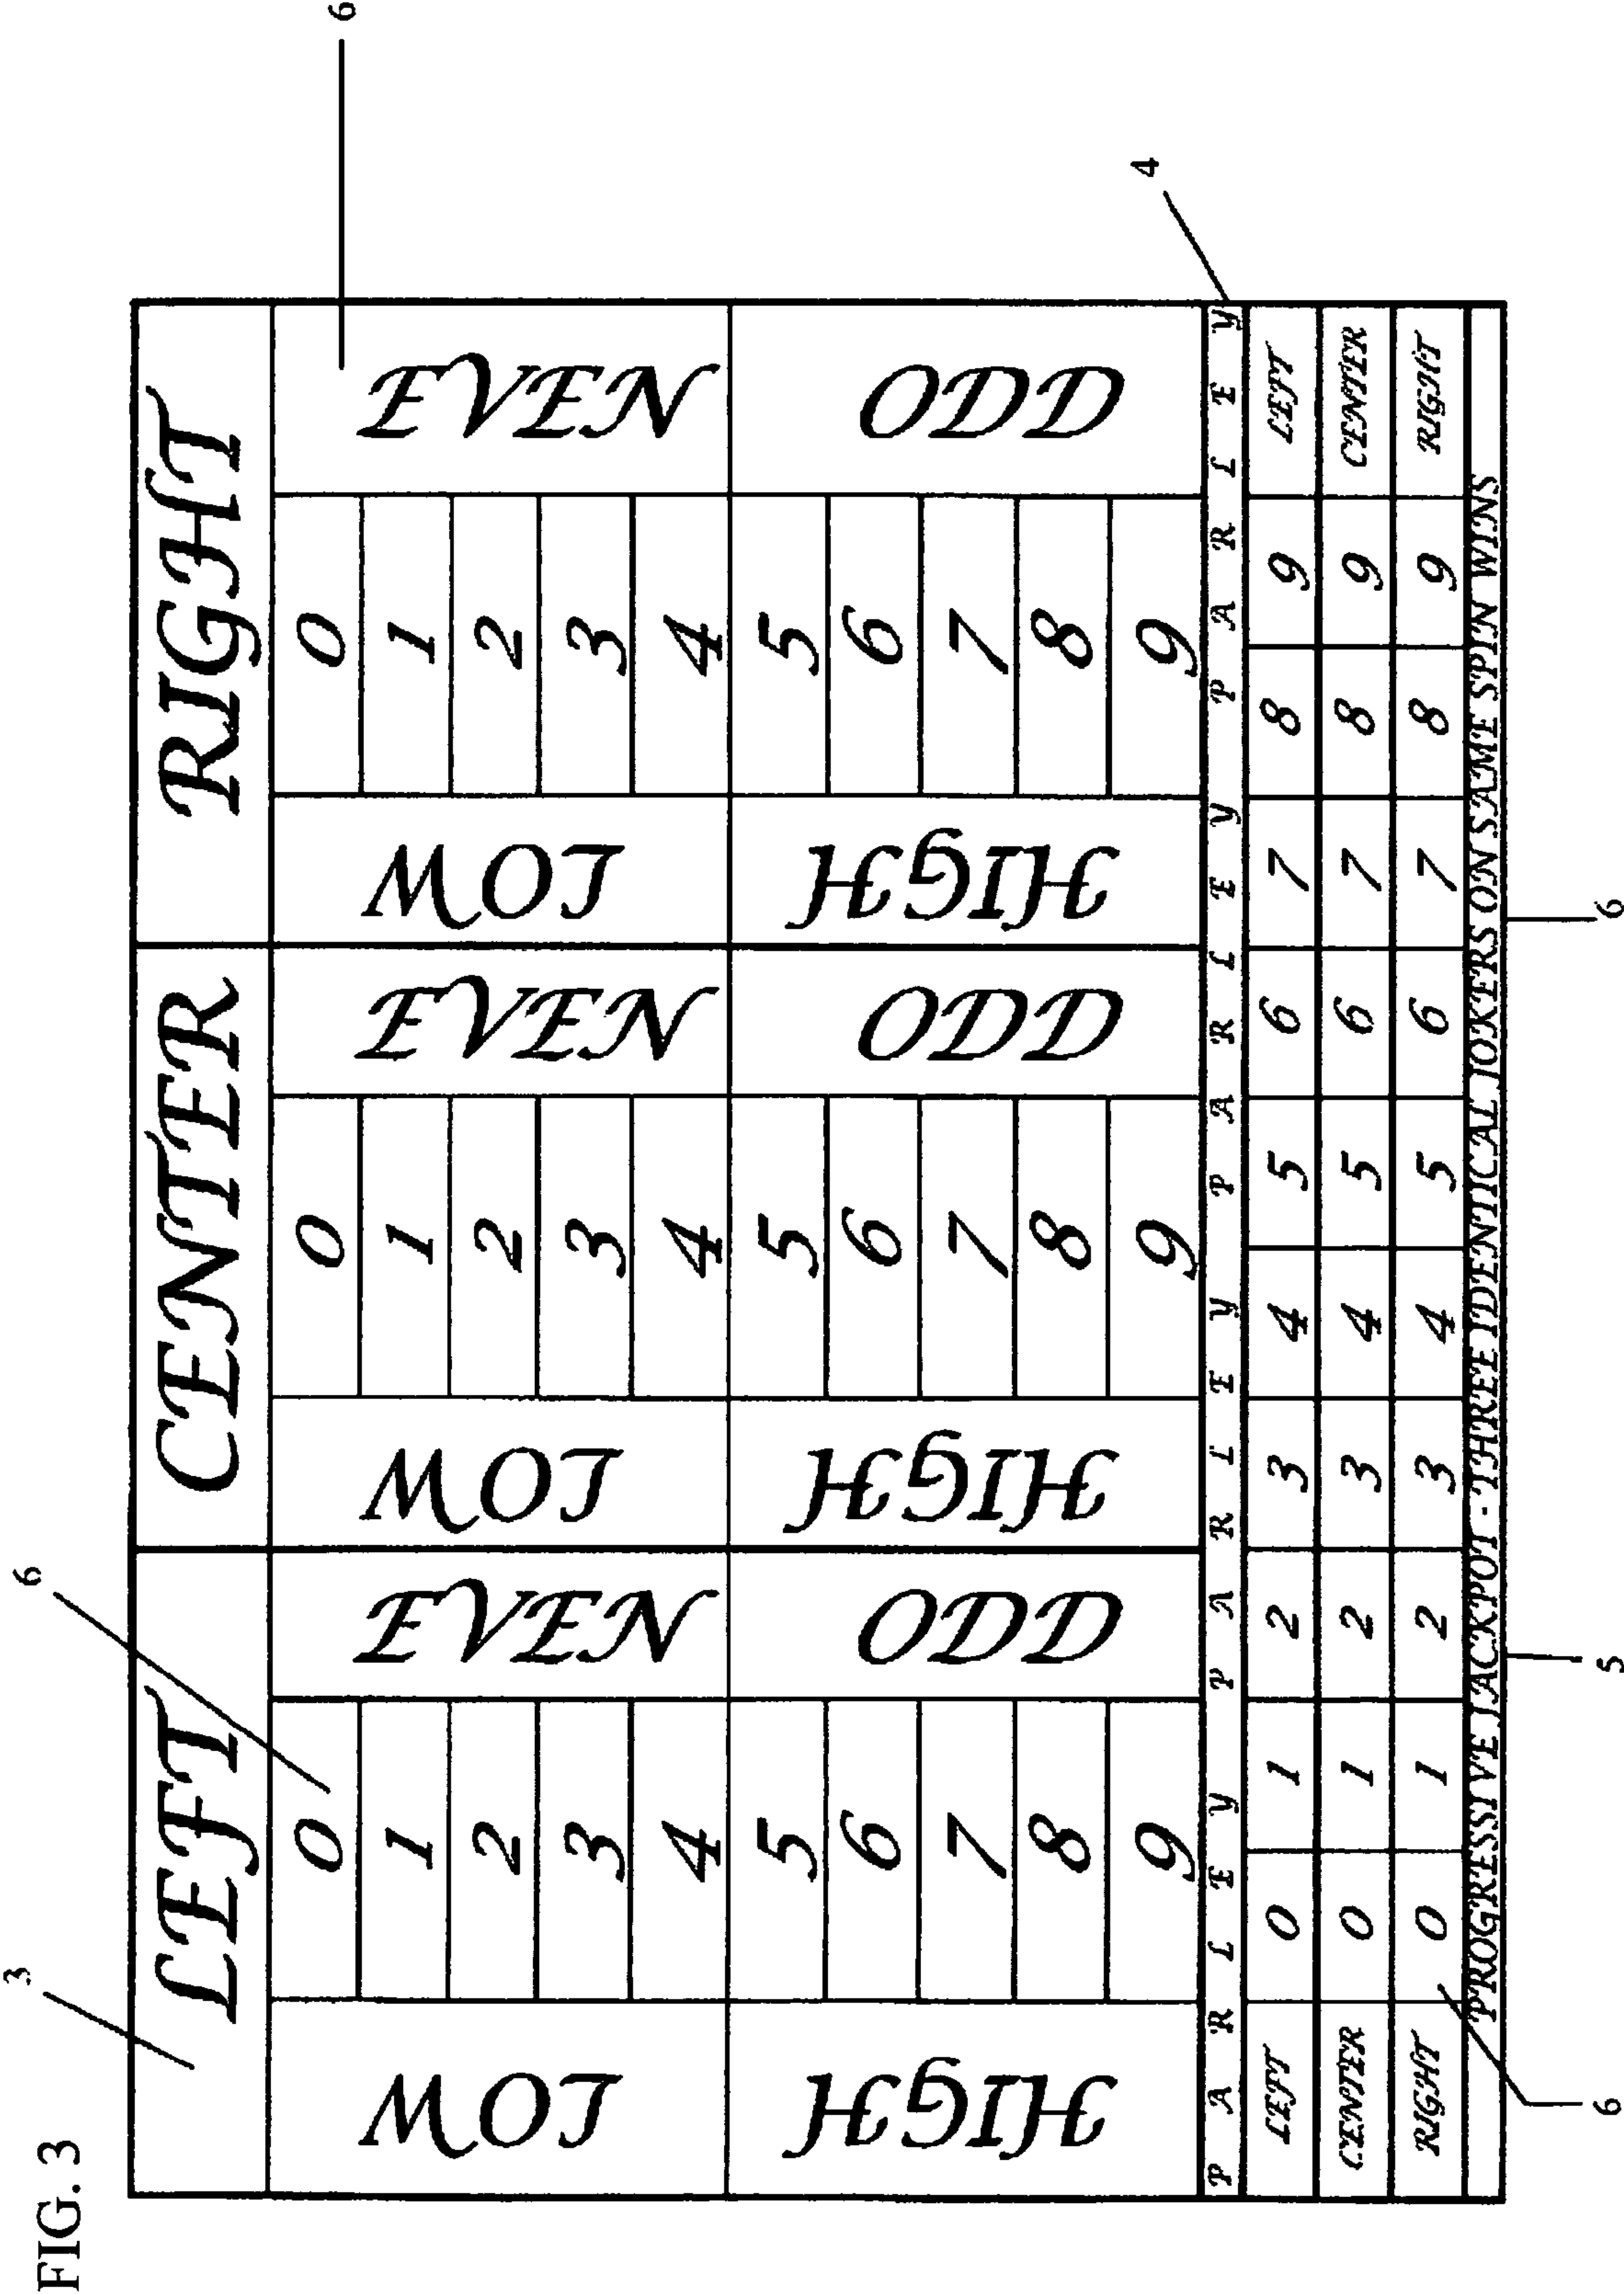 FIG. 3
3
6
6
LEFT CENTER RIGHT
LOW 0 EVEN LOW 0 EVEN LOW 0 EVEN
1 1 1
2 2 2
3 3 3
4 4 4
HIGH 5 ODD HIGH 5 ODD HIGH 5 ODD
6 6 6
7 7 7
8 8 8
9 9 9
4
P A R L E Y P A R L E Y P A R L E Y P A R L E Y
LEFT 0 1 2 3 4 5 6 7 8 9 LEFT
CENTER 0 1 2 3 4 5 6 7 8 9 CENTER
RIGHT 0 1 2 3 4 5 6 7 8 9 RIGHT
PROGRESSIVE JACKPOT - THREE IDENTICAL JOKERS ON SAME SPIN WINS
6
5
6